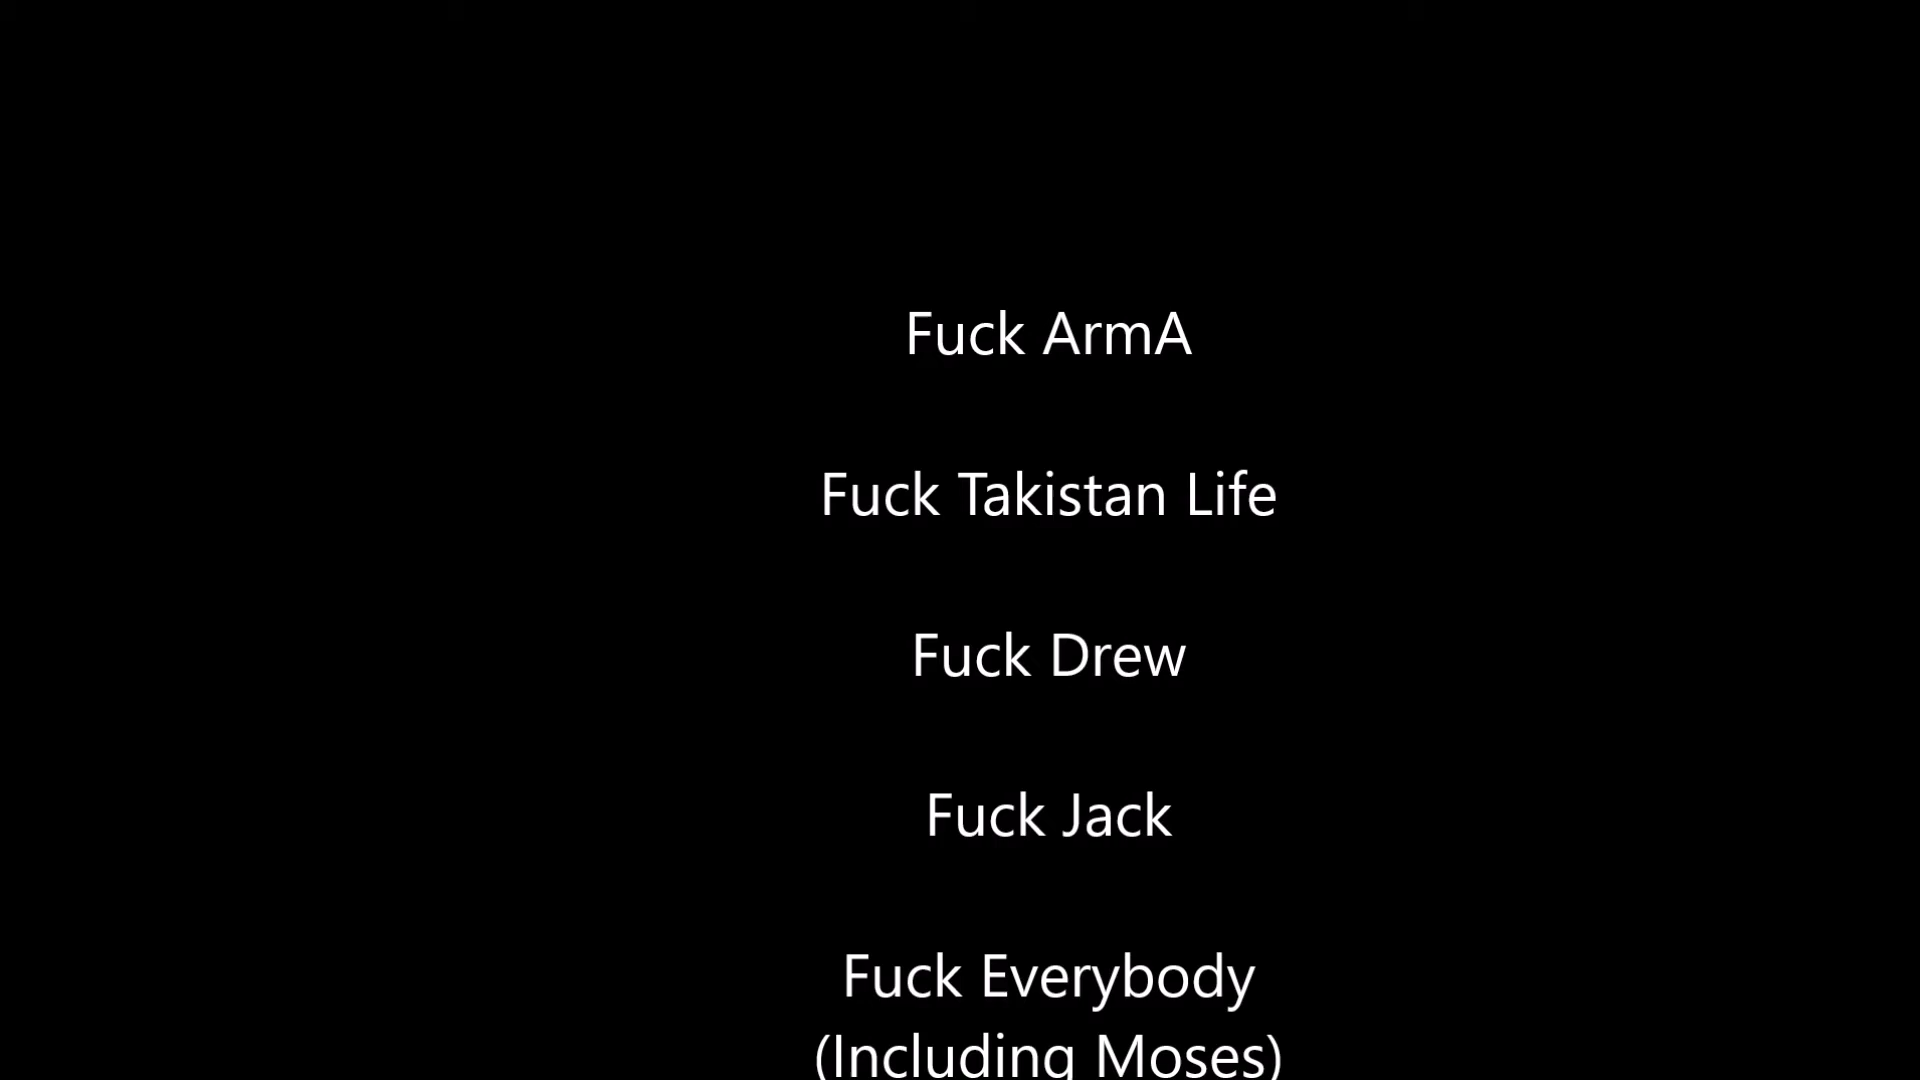 Fuck ArmA
Fuck Takistan Life
Fuck Drew
Fuck Jack
Fuck Everybody
(Including Moses)